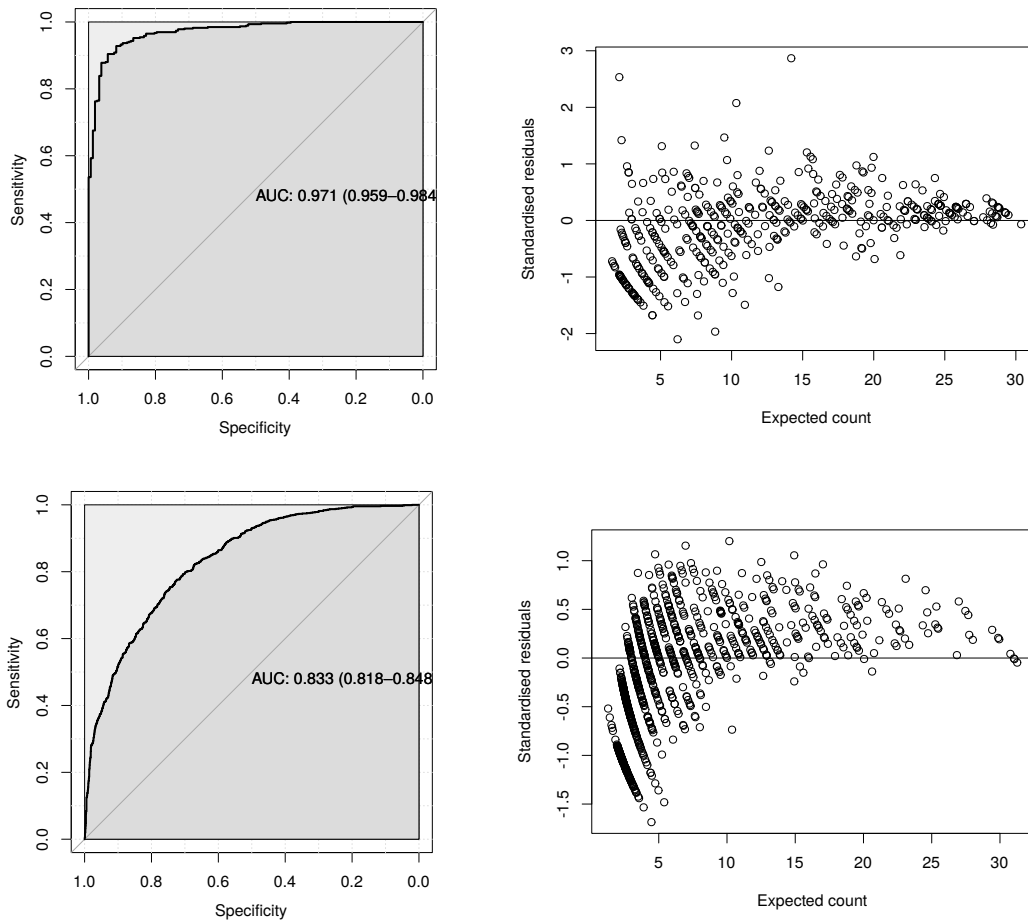 1.0
0.8
0.6
0.4
0.2
0.0
Sensitivity
AUC: 0.971 (0.959–0.984
1.0 0.8 0.6 0.4 0.2 0.0
Specificity
3
2
1
0
-1
-2
Standardised residuals
5 10 15 20 25 30
Expected count
1.0
0.8
0.6
0.4
0.2
0.0
Sensitivity
AUC: 0.833 (0.818–0.848
1.0 0.8 0.6 0.4 0.2 0.0
Specificity
1.0
0.5
0.0
-0.5
-1.0
-1.5
Standardised residuals
5 10 15 20 25 30
Expected count